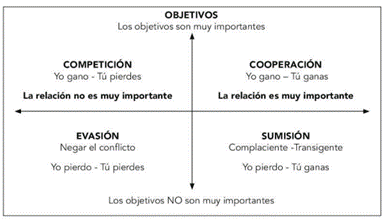 OBJETIVOS
Los objetivos son muy importantes
COMPETICIÓN
Yo gano - Tú pierdes
La relación no es muy importante
COOPERACIÓN
Yo gano – Tú ganas
La relación es muy importante
EVASIÓN
Negar el conflicto
Yo pierdo - Tú pierdes
SUMISIÓN
Complaciente -Transigente
Yo pierdo - Tú ganas
Los objetivos NO son muy importantes